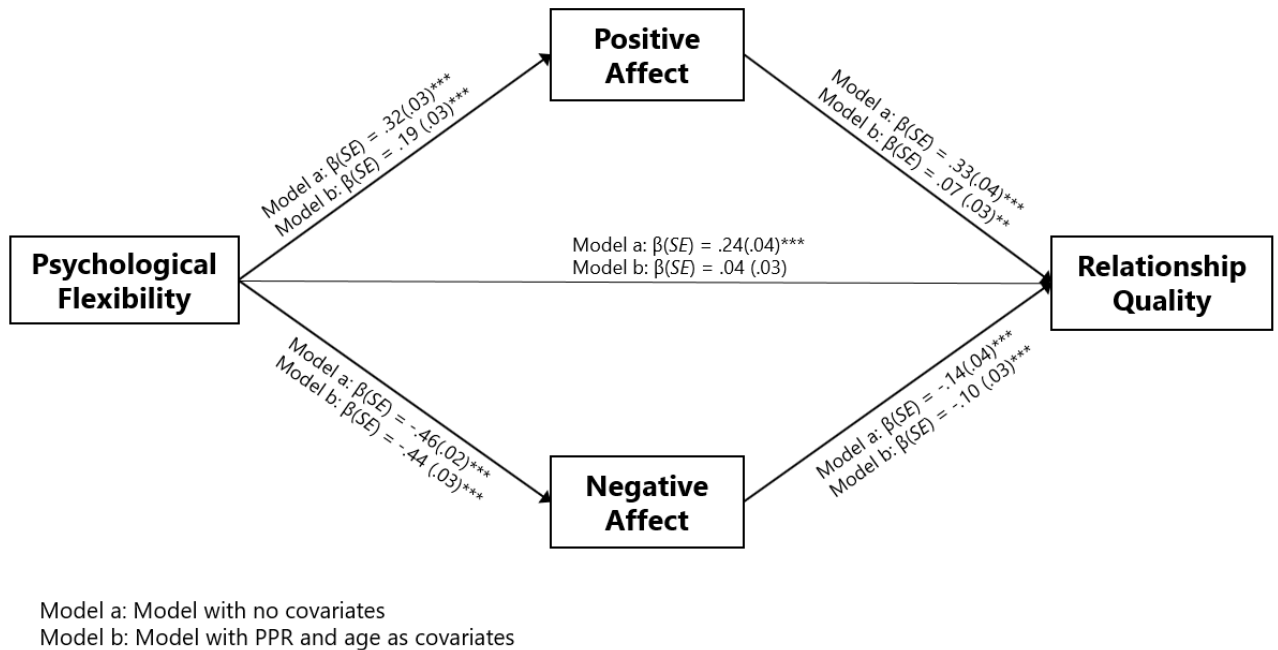 Positive
Affect
Model a: β(SE) = .32(.03)***
Model b: β(SE) = .19 (.03)***
Model a: β(SE) = .33(.04)***
Model b: β(SE) = .07 (.03)**
Psychological
Flexibility
Model a: β(SE) = .24(.04)***
Model b: β(SE) = .04 (.03)
Relationship
Quality
Model a: β(SE) = -.46(.02)***
Model b: β(SE) = -.44 (.03)***
Model a: β(SE) = -.14(.04)***
Model b: β(SE) = -.10 (.03)***
Negative
Affect
Model a: Model with no covariates
Model b: Model with PPR and age as covariates